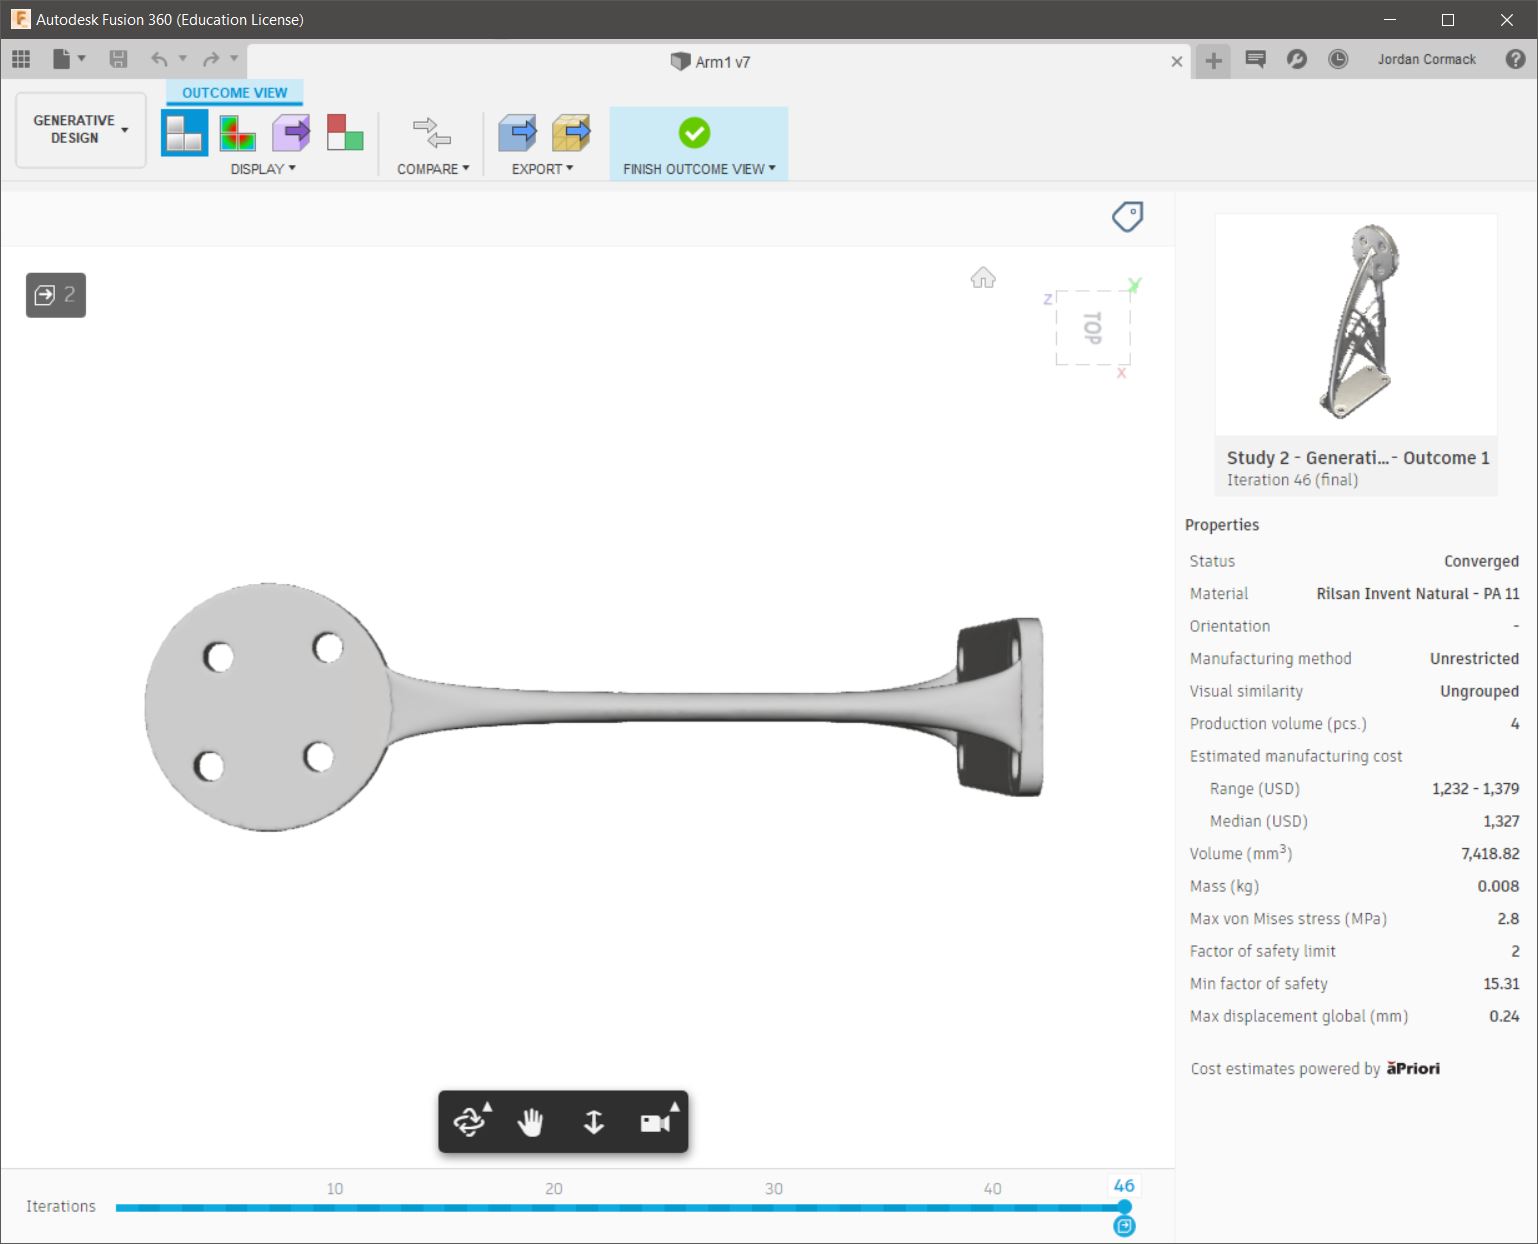 Autodesk Fusion 360 (Education License)
Arm1 v7
Jordan Cormack
OUTCOME VIEW
GENERATIVE
DESIGN
DISPLAY
COMPARE
EXPORT
FINISH OUTCOME VIEW
2
Z
Y
TOP
X
Study 2 - Generati...- Outcome 1
Iteration 46 (final)
Properties
Status Converged
Material Rilsan Invent Natural - PA 11
Orientation -
Manufacturing method Unrestricted
Visual similarity Ungrouped
Production volume (pcs.) 4
Estimated manufacturing cost
Range (USD) 1,232 - 1,379
Median (USD) 1,327
Volume (mm³) 7,418.82
Mass (kg) 0.008
Max von Mises stress (MPa) 2.8
Factor of safety limit 2
Min factor of safety 15.31
Max displacement global (mm) 0.24
Cost estimates powered by aPriori
10 20 30 40 46
Iterations